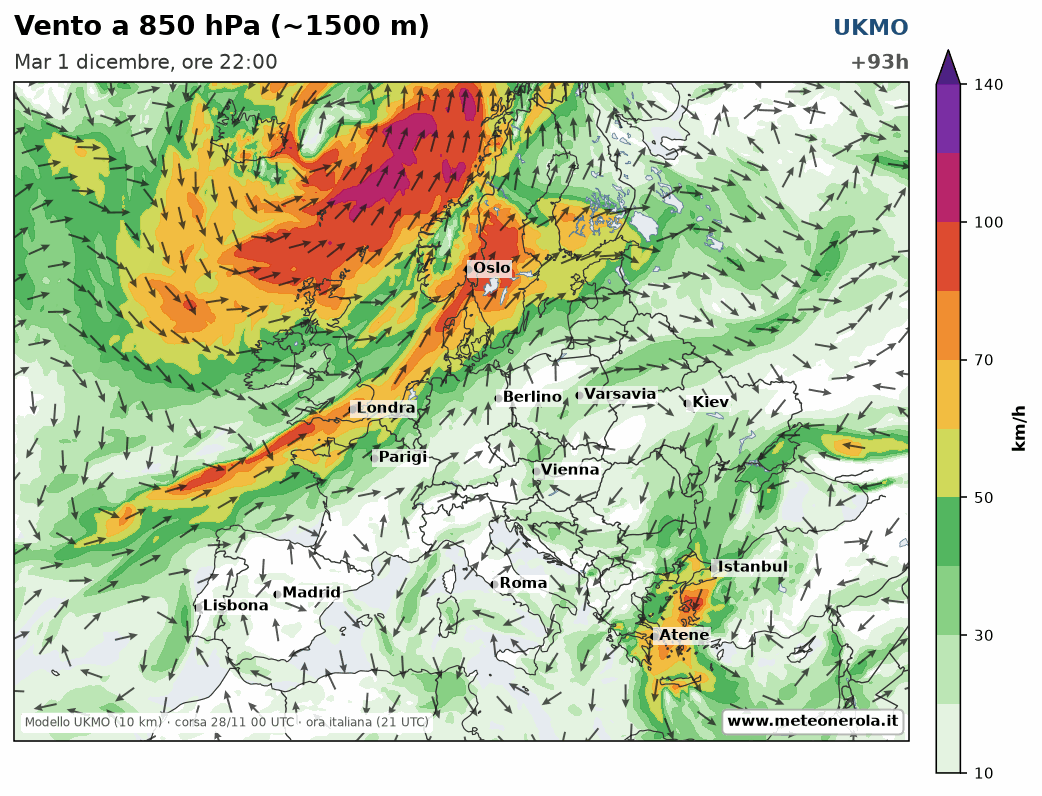 Vento a 850 hPa (~1500 m)
UKMO
Mar 1 dicembre, ore 22:00
+93h
140
100
70
50
30
10
km/h
Oslo
Londra
Berlino
Varsavia
Kiev
Parigi
Vienna
Istanbul
Roma
Madrid
Lisbona
Atene
Modello UKMO (10 km) · corsa 28/11 00 UTC · ora italiana (21 UTC)
www.meteonerola.it